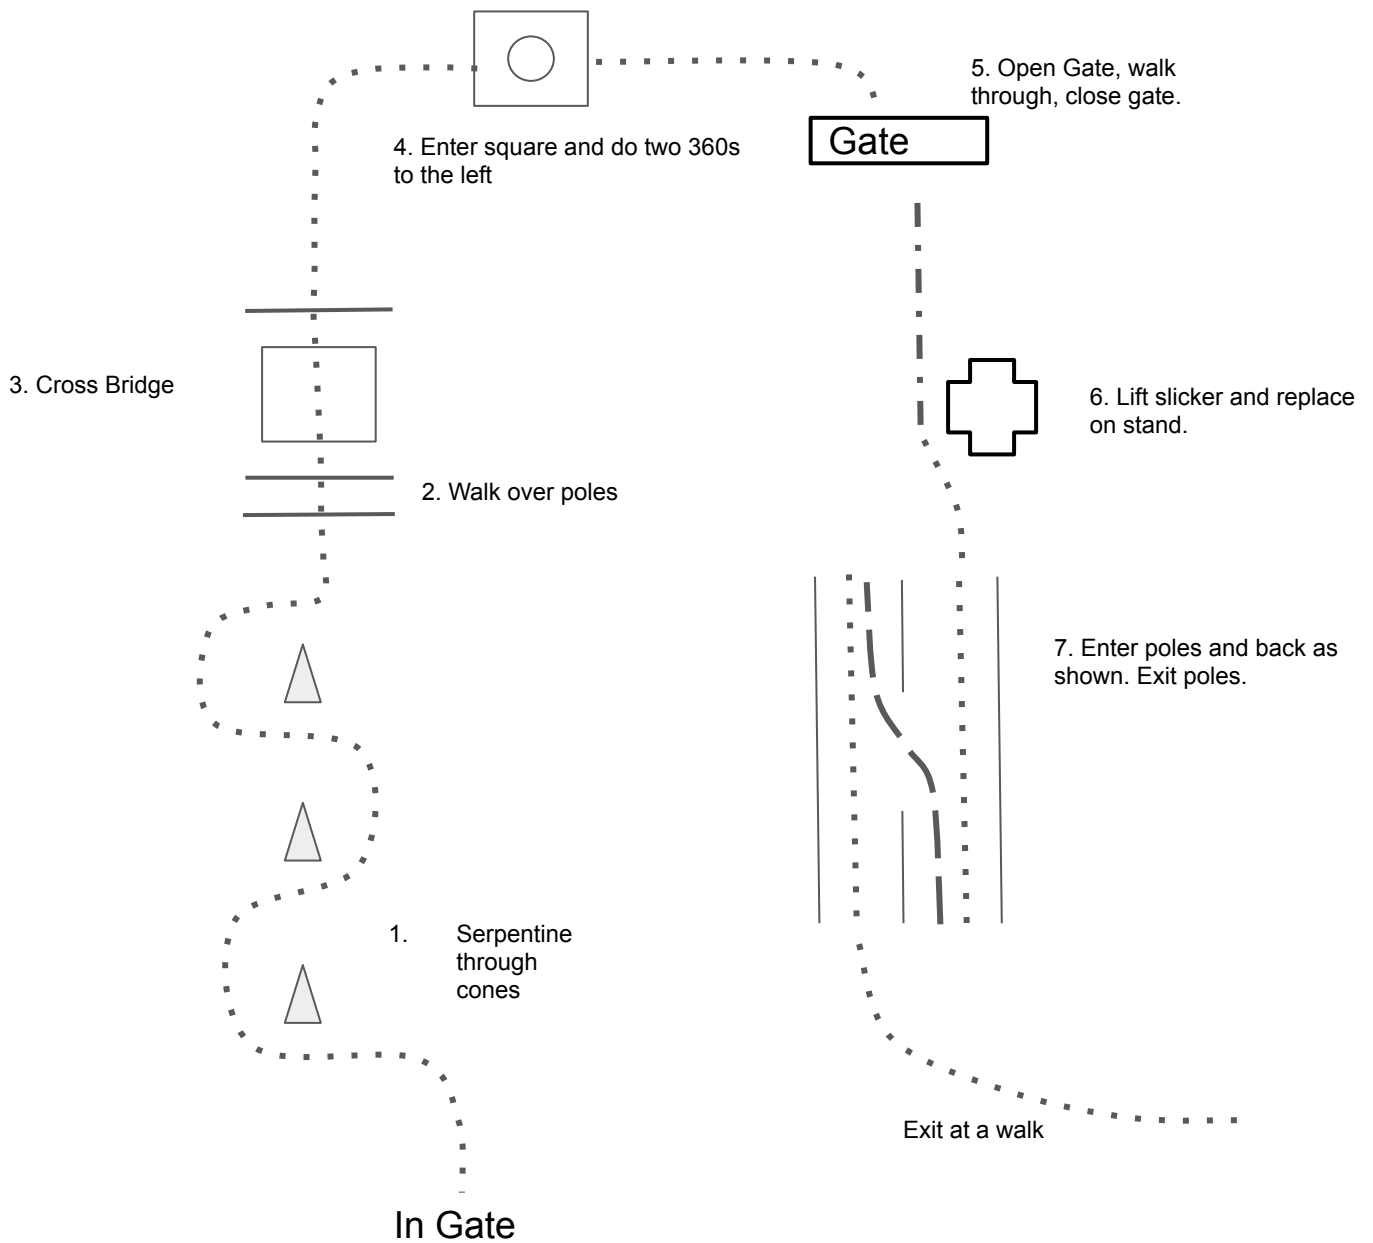 5. Open Gate, walk
through, close gate.
Gate
4. Enter square and do two 360s
to the left
3. Cross Bridge
6. Lift slicker and replace
on stand.
2. Walk over poles
7. Enter poles and back as
shown. Exit poles.
1. Serpentine
through
cones
Exit at a walk
In Gate